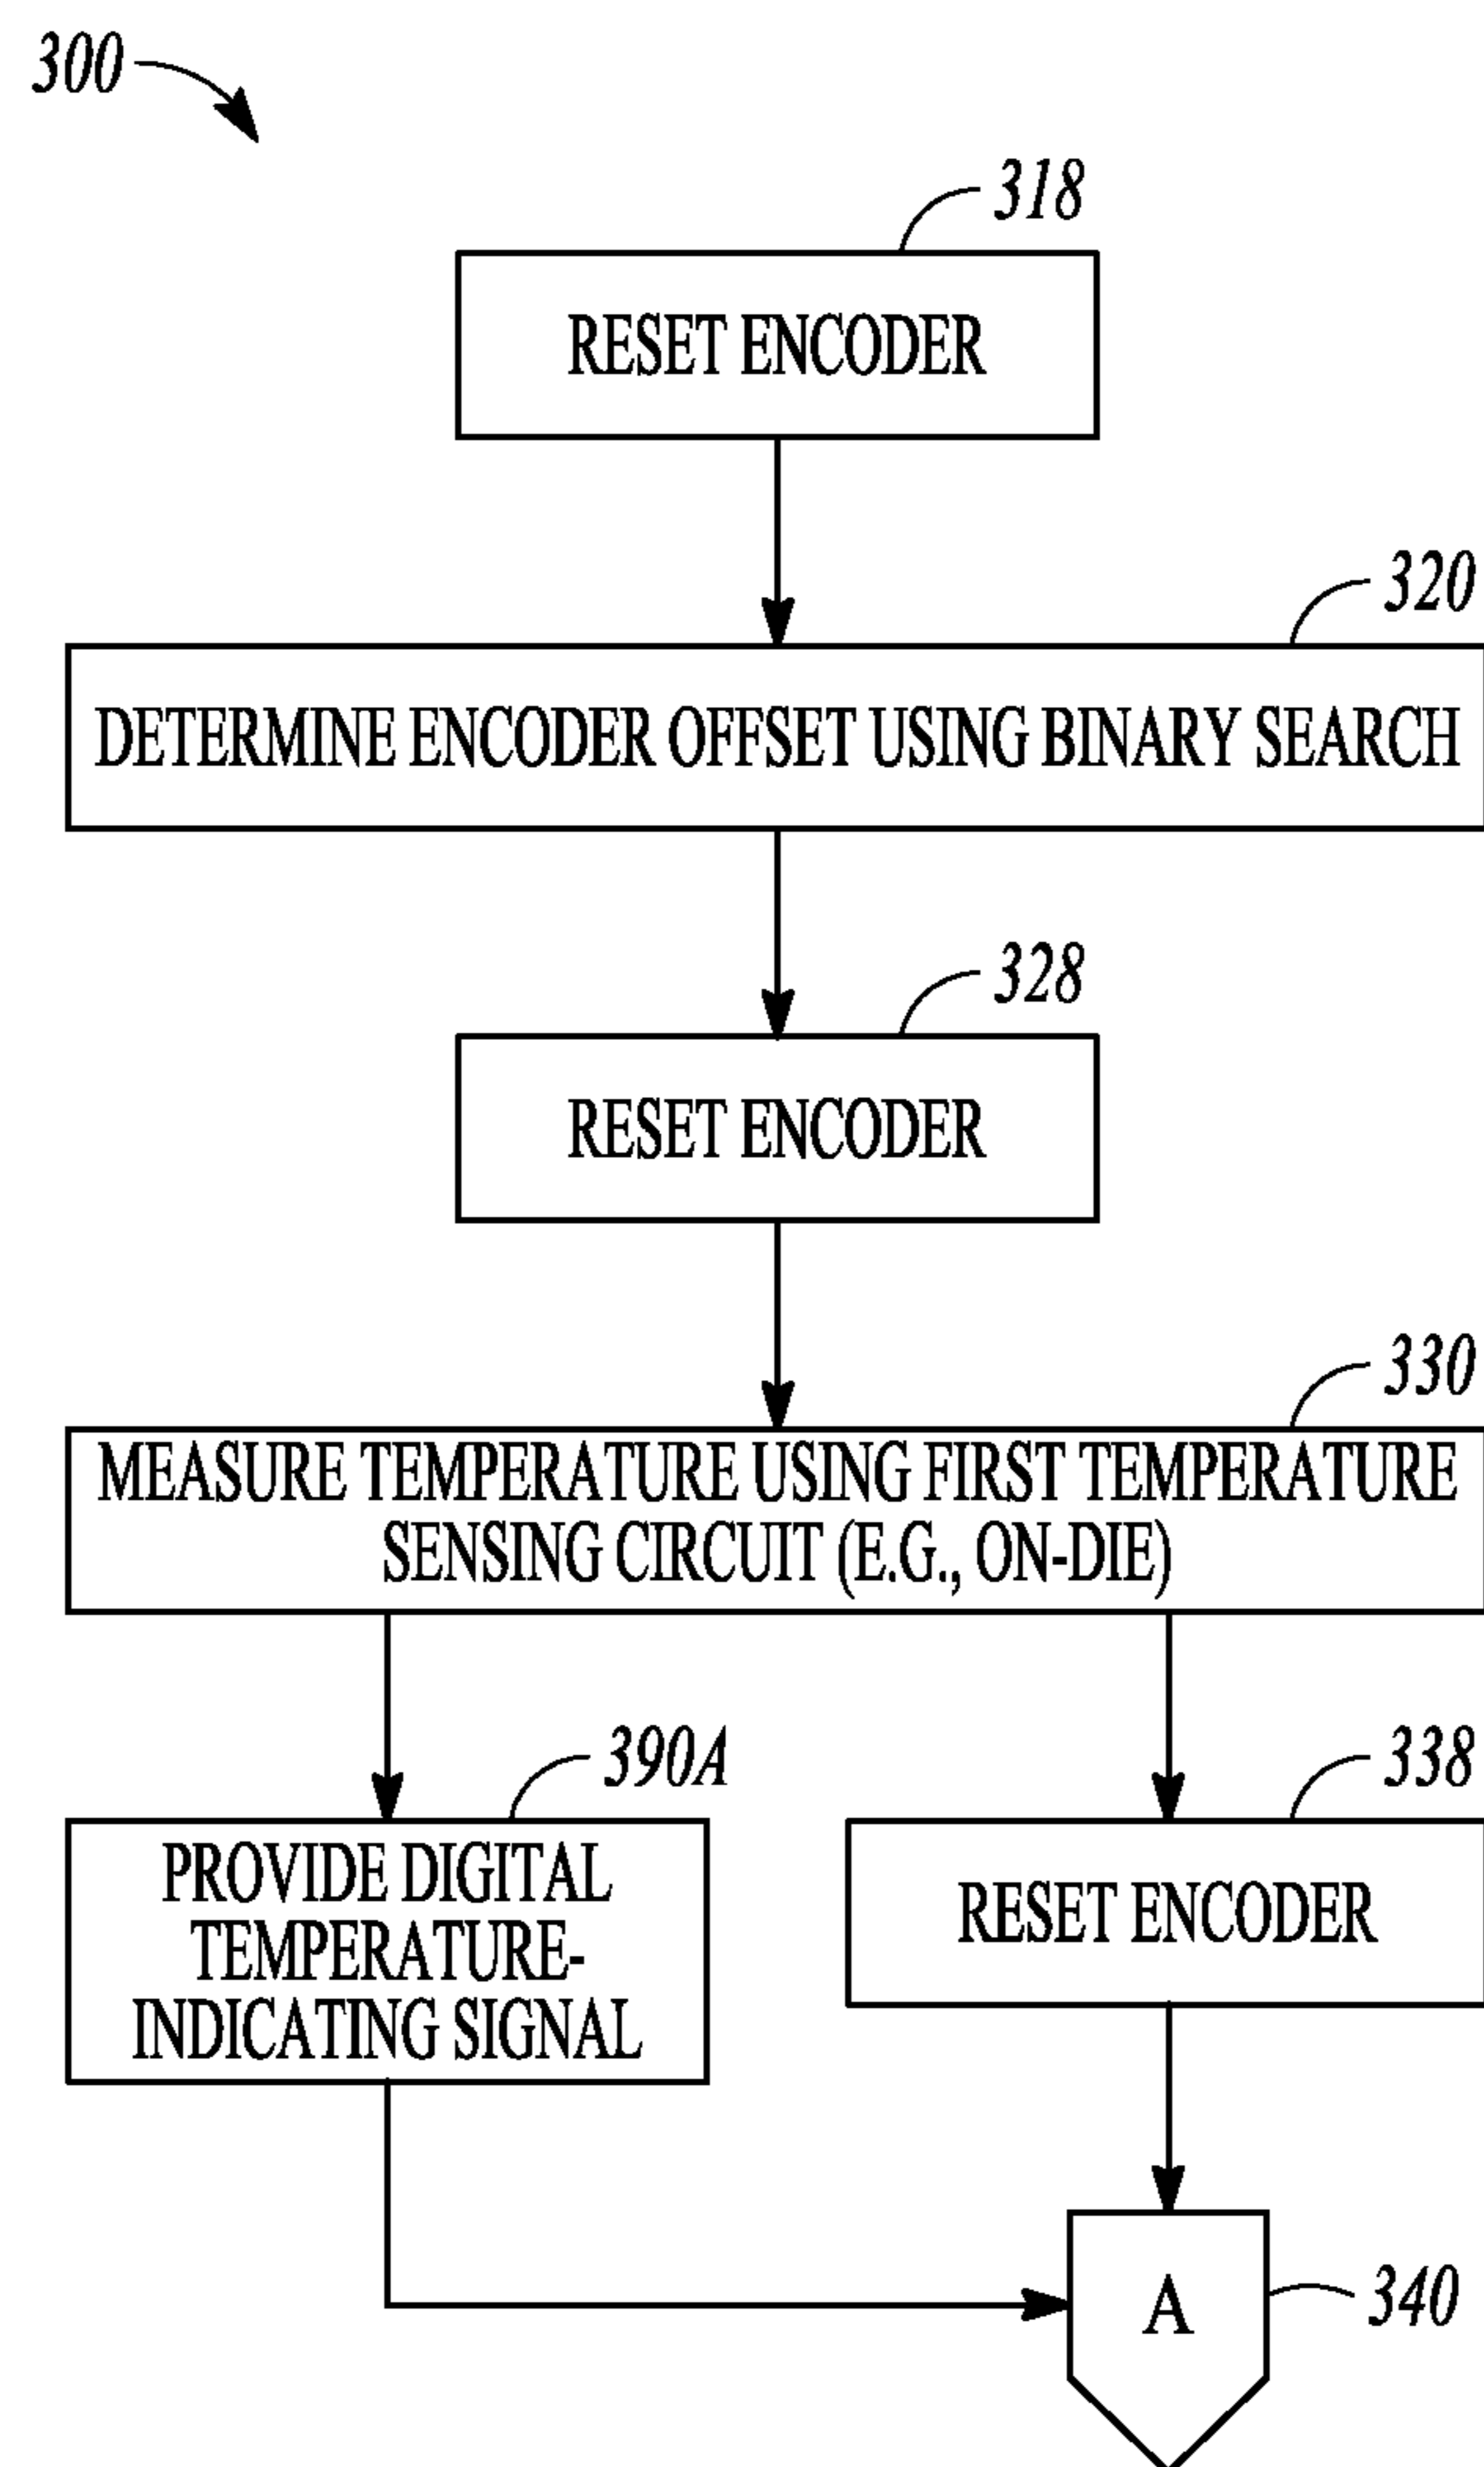 300
318
RESET ENCODER
320
DETERMINE ENCODER OFFSET USING BINARY SEARCH
328
RESET ENCODER
330
MEASURE TEMPERATURE USING FIRST TEMPERATURE
SENSING CIRCUIT (E.G., ON-DIE)
390A
PROVIDE DIGITAL
TEMPERATURE-
INDICATING SIGNAL
338
RESET ENCODER
A
340